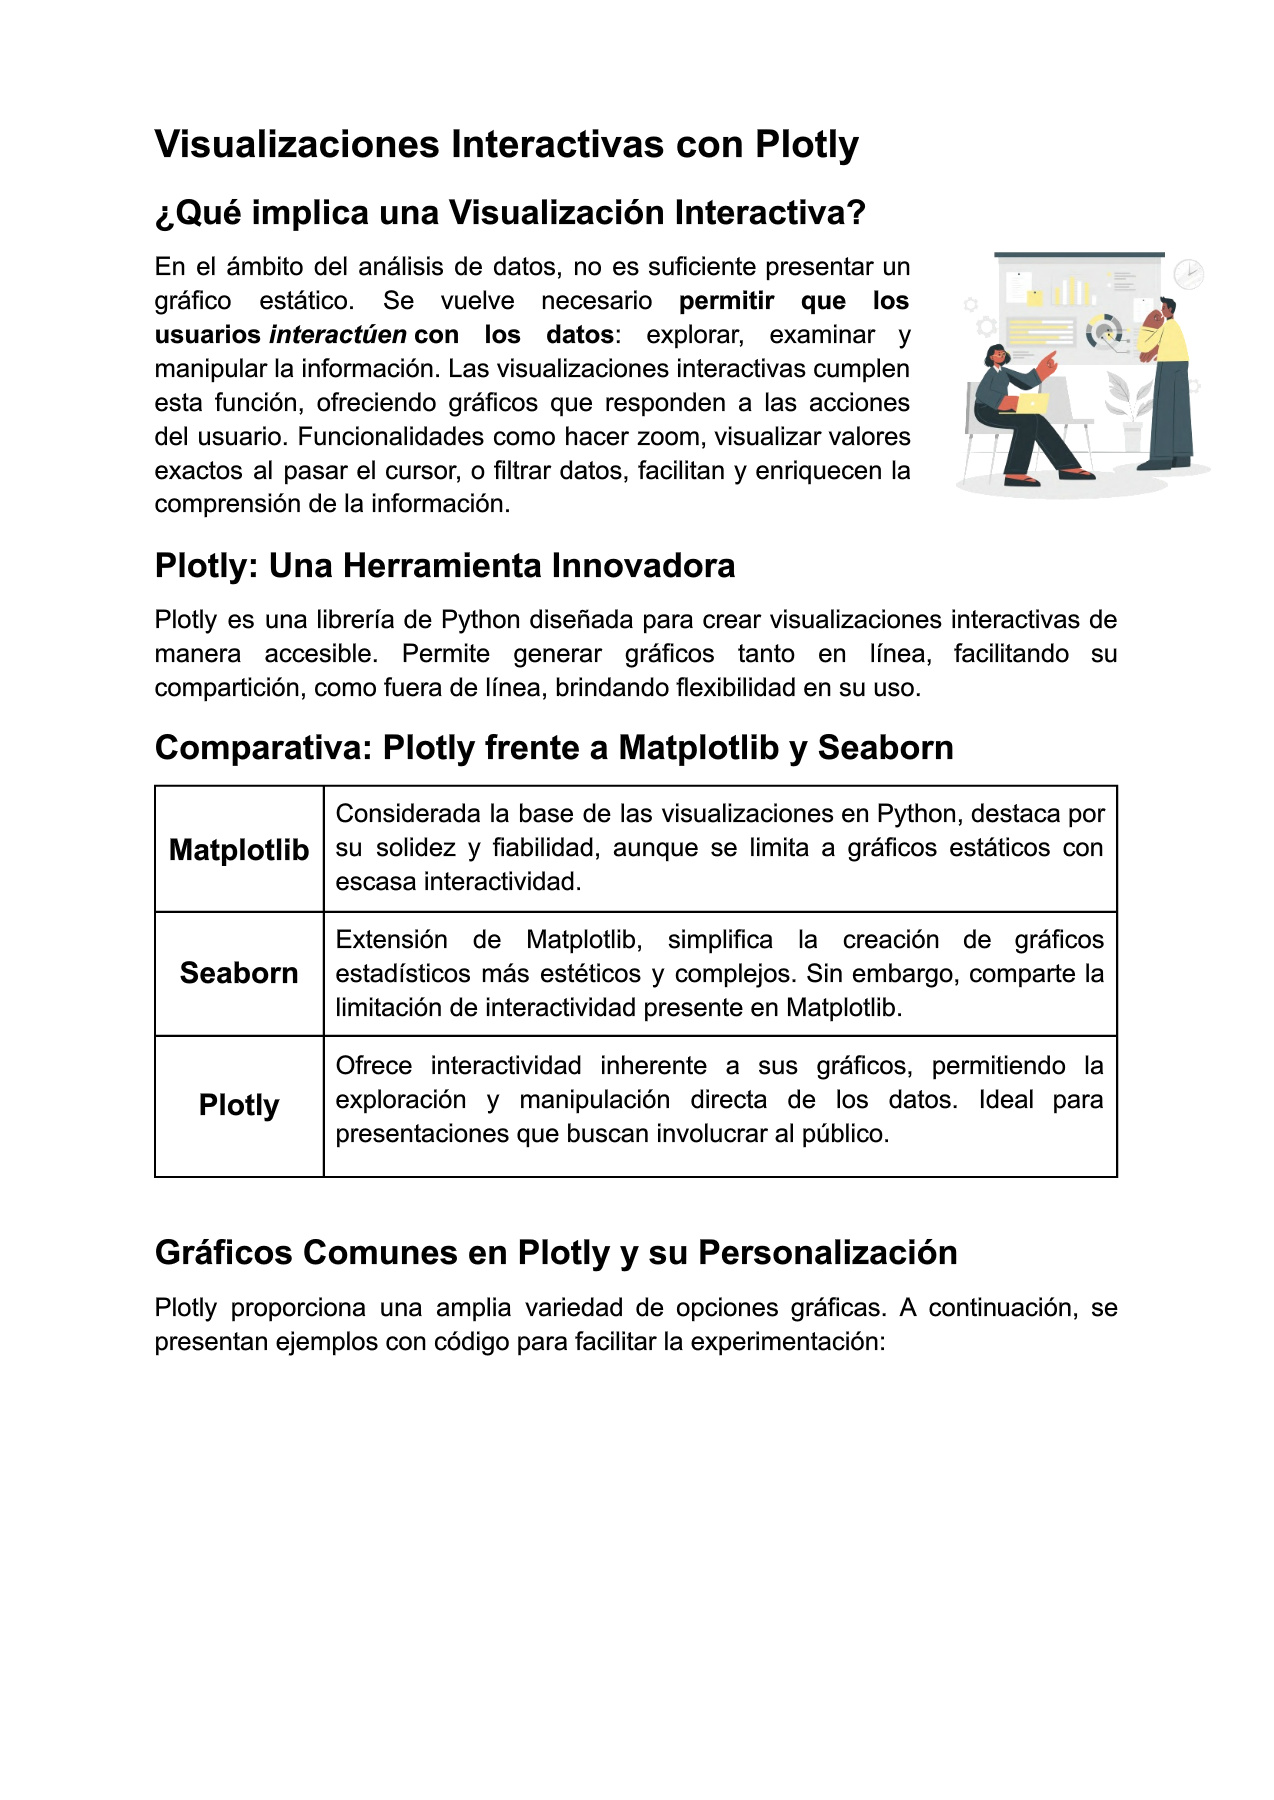 Visualizaciones Interactivas con Plotly
¿Qué implica una Visualización Interactiva?
En el ámbito del análisis de datos, no es suficiente presentar un
gráfico estático. Se vuelve necesario permitir que los
usuarios interactúen con los datos: explorar, examinar y
manipular la información. Las visualizaciones interactivas cumplen
esta función, ofreciendo gráficos que responden a las acciones
del usuario. Funcionalidades como hacer zoom, visualizar valores
exactos al pasar el cursor, o filtrar datos, facilitan y enriquecen la
comprensión de la información.
Plotly: Una Herramienta Innovadora
Plotly es una librería de Python diseñada para crear visualizaciones interactivas de
manera accesible. Permite generar gráficos tanto en línea, facilitando su
compartición, como fuera de línea, brindando flexibilidad en su uso.
Comparativa: Plotly frente a Matplotlib y Seaborn
Matplotlib
Considerada la base de las visualizaciones en Python, destaca por
su solidez y fiabilidad, aunque se limita a gráficos estáticos con
escasa interactividad.
Seaborn
Extensión de Matplotlib, simplifica la creación de gráficos
estadísticos más estéticos y complejos. Sin embargo, comparte la
limitación de interactividad presente en Matplotlib.
Plotly
Ofrece interactividad inherente a sus gráficos, permitiendo la
exploración y manipulación directa de los datos. Ideal para
presentaciones que buscan involucrar al público.
Gráficos Comunes en Plotly y su Personalización
Plotly proporciona una amplia variedad de opciones gráficas. A continuación, se
presentan ejemplos con código para facilitar la experimentación: